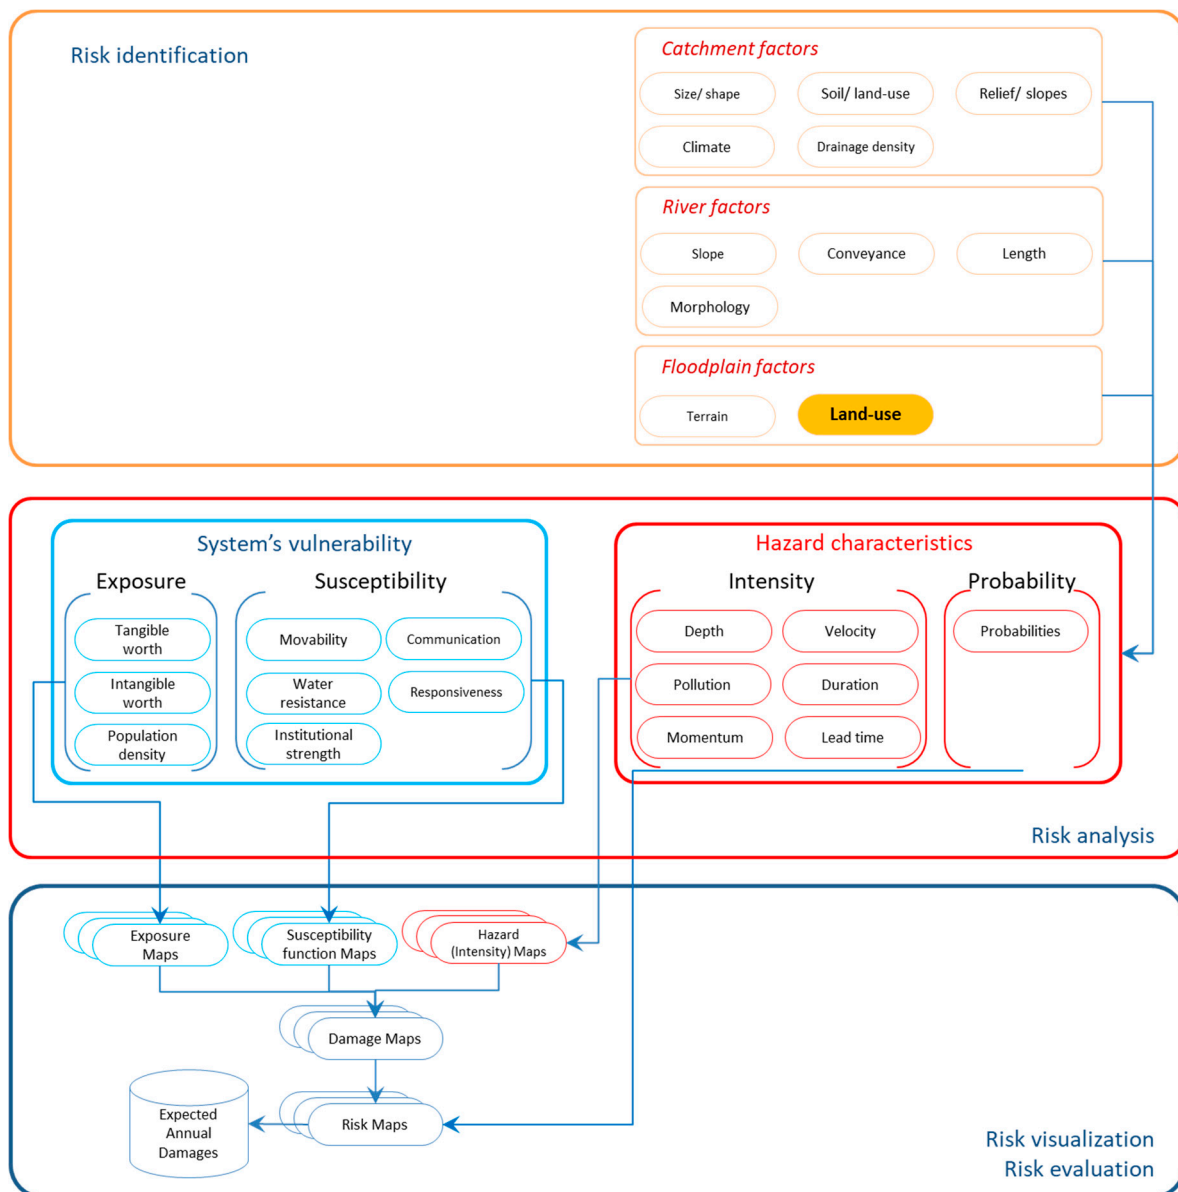 Risk identification
Catchment factors
Size/ shape
Soil/ land-use
Relief/ slopes
Climate
Drainage density
River factors
Slope
Conveyance
Length
Morphology
Floodplain factors
Terrain
Land-use
System's vulnerability
Exposure
Susceptibility
Tangible
worth
Intangible
worth
Population
density
Movability
Communication
Water
resistance
Responsiveness
Institutional
strength
Hazard characteristics
Intensity
Probability
Depth
Velocity
Probabilities
Pollution
Duration
Momentum
Lead time
Risk analysis
Exposure
Maps
Susceptibility
function Maps
Hazard
(Intensity) Maps
Damage Maps
Risk Maps
Expected
Annual
Damages
Risk visualization
Risk evaluation